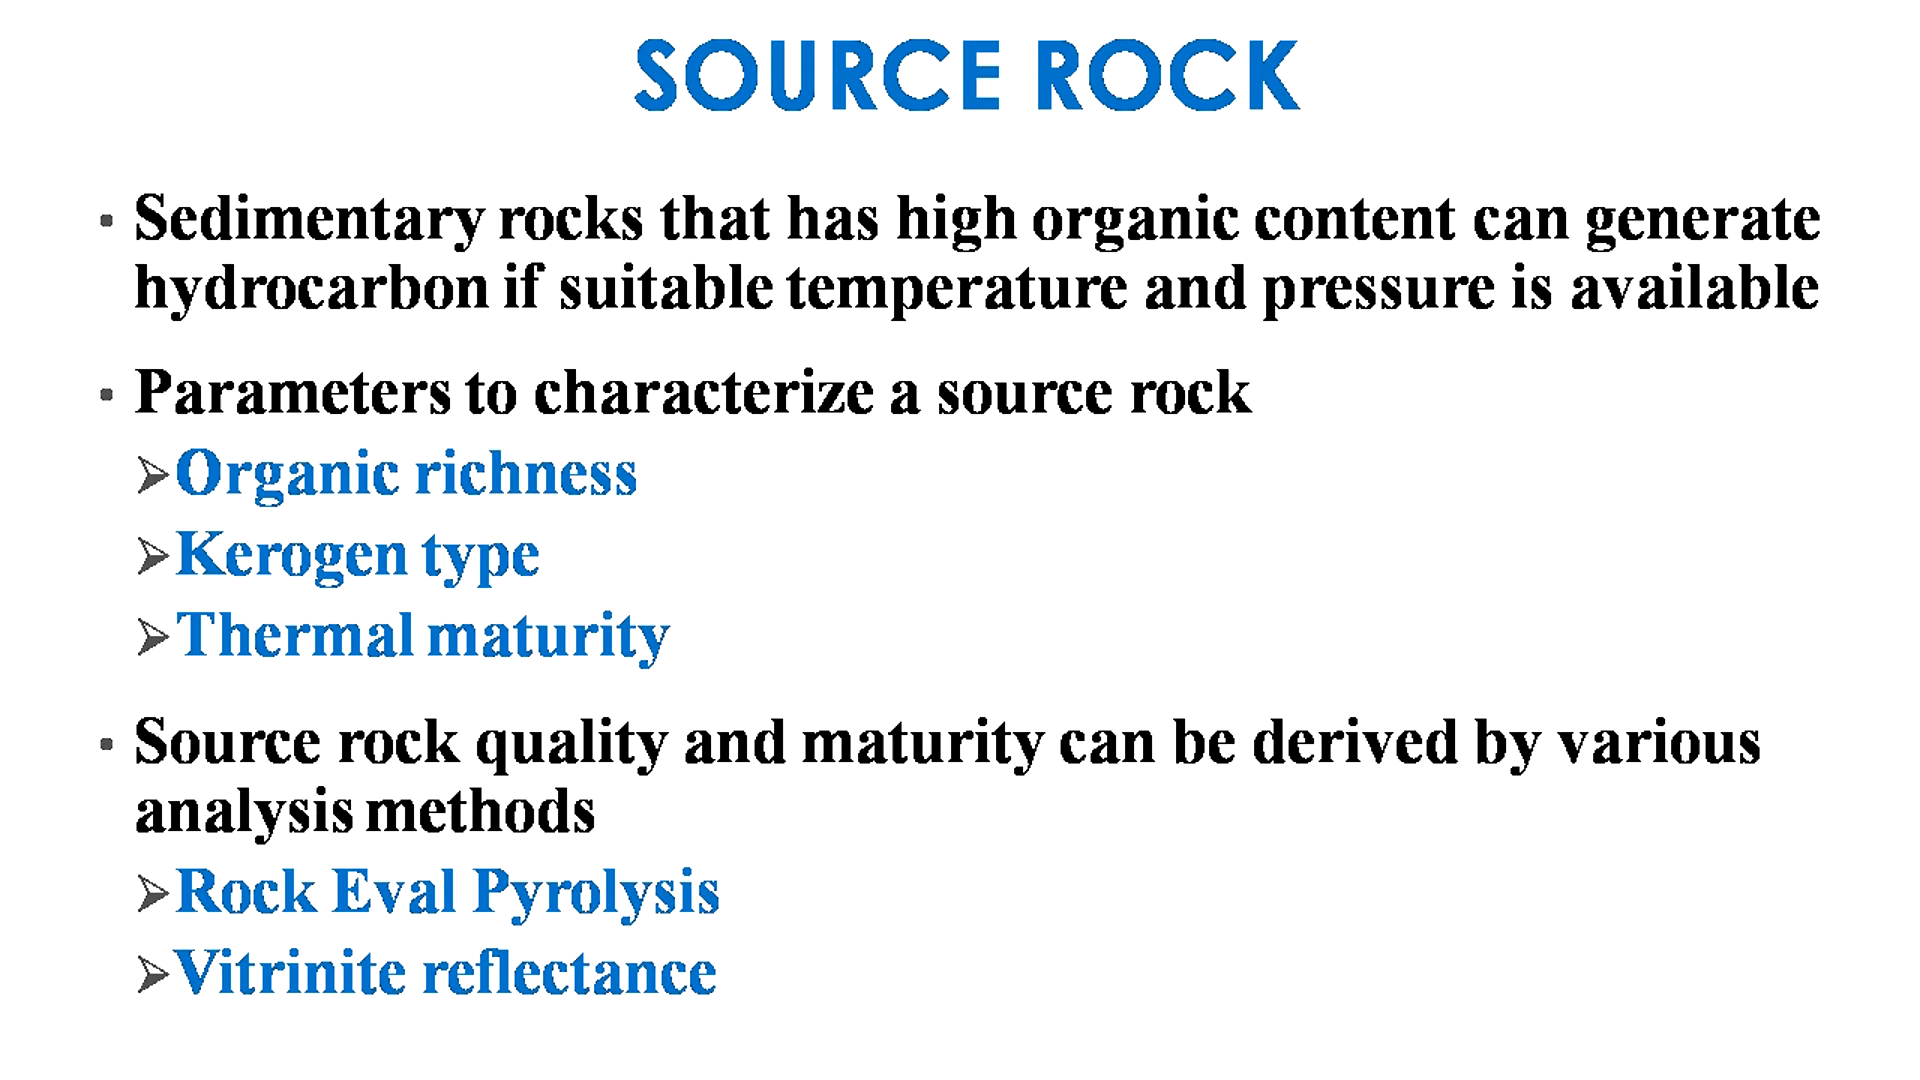 SOURCE ROCK
▪ Sedimentary rocks that has high organic content can generate
hydrocarbon if suitable temperature and pressure is available
▪ Parameters to characterize a source rock
➢Organic richness
➢Kerogen type
➢Thermal maturity
▪ Source rock quality and maturity can be derived by various
analysis methods
➢Rock Eval Pyrolysis
➢Vitrinite reflectance